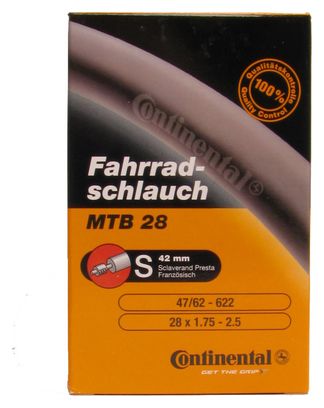 Qualitätskontrolle
100%
Quality Control
Continental
Fahrrad-
schlauch
MTB 28
S
42 mm
Sclaverand Presta
Französisch
47/62 - 622
28 x 1.75 - 2.5
Continental
GET THE GRIP